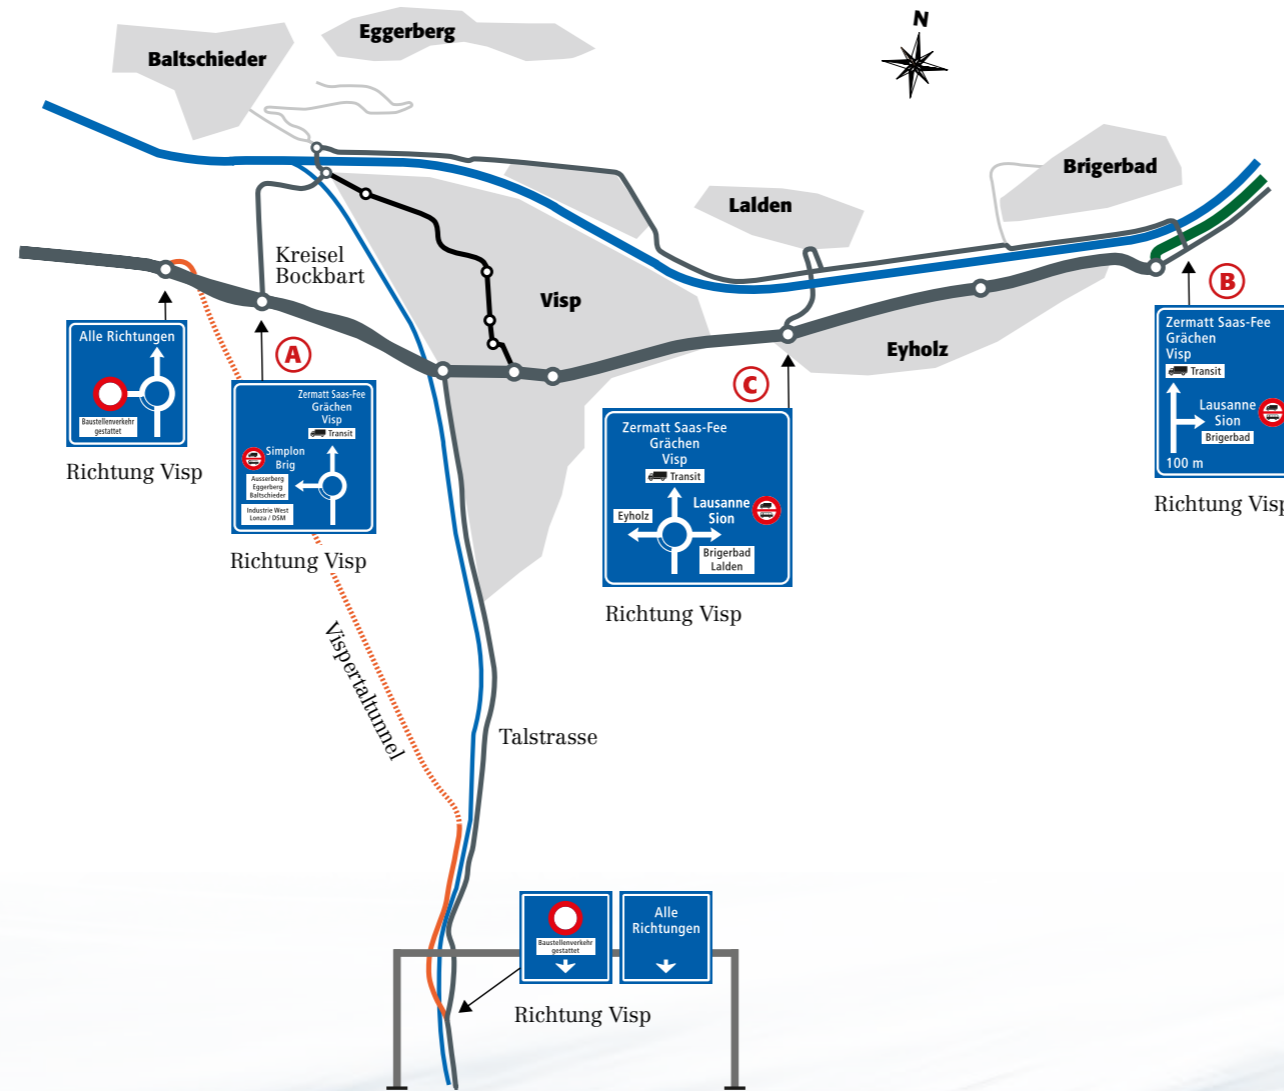 Eggerberg
Baltschieder
N
Brigerbad
Lalden
Kreisel
Bockbart
Visp
Eyholz
B
A
C
Alle Richtungen
Baustellenverkehr
gestattet
Richtung Visp
Zermatt Saas-Fee
Grächen
Visp
Transit
Simplon
Brig
Ausserberg
Eggerberg
Baltschieder
Industrie West
Lonza / DSM
Richtung Visp
Zermatt Saas-Fee
Grächen
Visp
Transit
Eyholz
Lausanne
Sion
Brigerbad
Lalden
Richtung Visp
Zermatt Saas-Fee
Grächen
Visp
Transit
Lausanne
Sion
Brigerbad
100 m
Richtung Visp
Vispertaltunnel
Talstrasse
Baustellenverkehr
gestattet
Alle
Richtungen
Richtung Visp